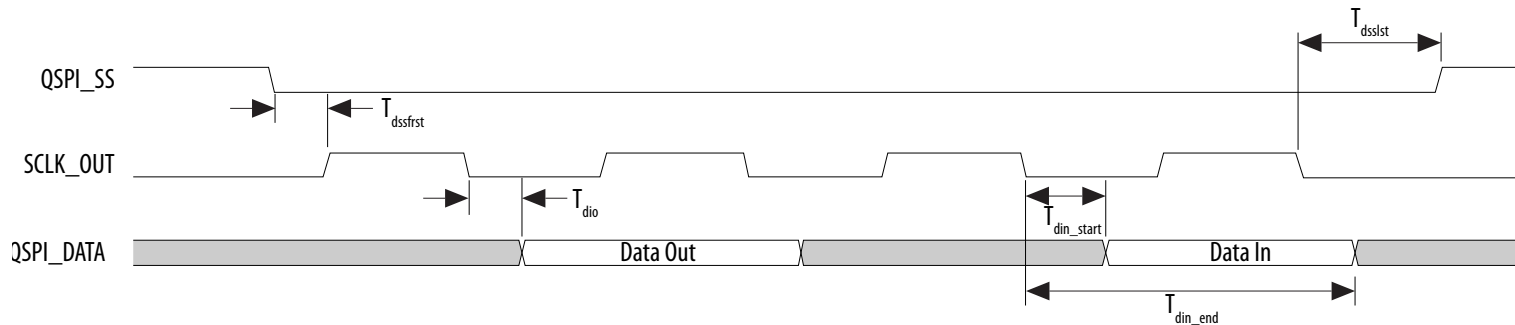 T_dsslst
QSPI_SS
T_dssfrst
SCLK_OUT
T_dio
T_din_start
QSPI_DATA
Data Out
Data In
T_din_end